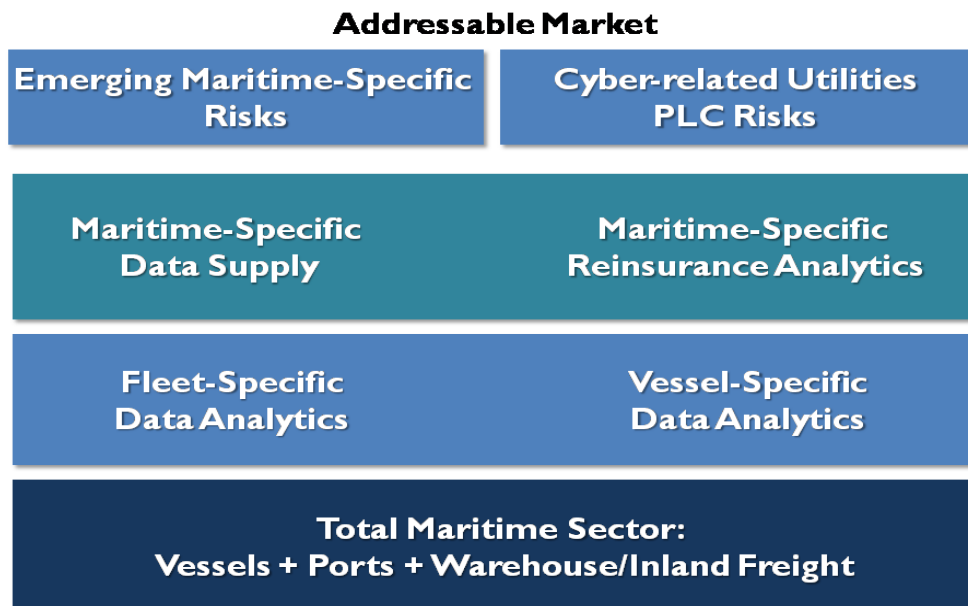 Addressable Market
Emerging Maritime-Specific
Risks
Cyber-related Utilities
PLC Risks
Maritime-Specific
Data Supply
Maritime-Specific
Reinsurance Analytics
Fleet-Specific
Data Analytics
Vessel-Specific
Data Analytics
Total Maritime Sector:
Vessels + Ports + Warehouse/Inland Freight